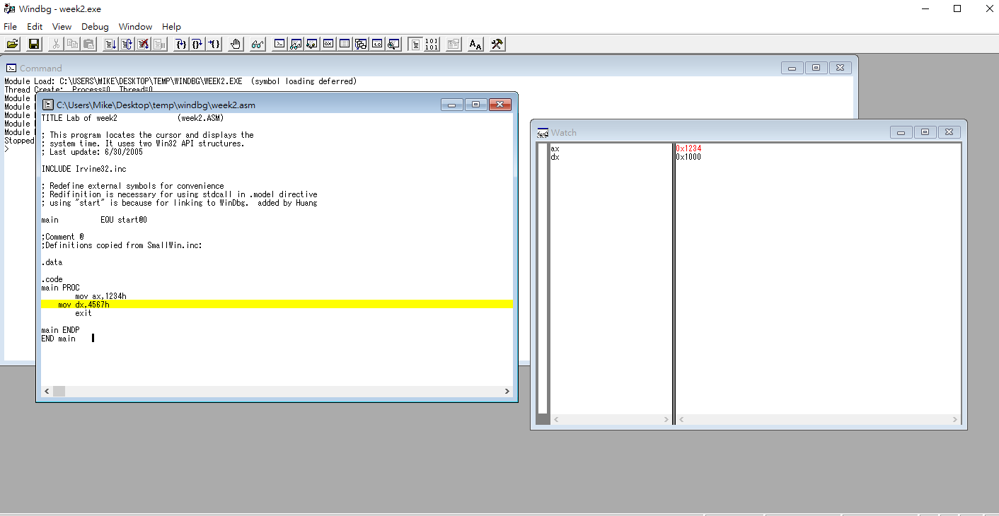 Windbg - week2.exe
File Edit View Debug Window Help
Command
Module Load: C:\USERS\MIKE\DESKTOP\TEMP\WINDBG\WEEK2.EXE (symbol loading deferred)
Thread Create: Process=0, Thread=0
Module
Module
Module
Module
Module
Stopped
>
C:\Users\Mike\Desktop\temp\windbg\week2.asm
TITLE Lab of week2 (week2.ASM)
; This program locates the cursor and displays the
; system time. It uses two Win32 API structures.
; Last update: 6/30/2005
INCLUDE Irvine32.inc
; Redefine external symbols for convenience
; Redifinition is necessary for using stdcall in .model directive
; using "start" is because for linking to WinDbg. added by Huang
main EQU start@0
;Comment @
;Definitions copied from SmallWin.inc:
.data
.code
main PROC
mov ax,1234h
mov dx,4567h
exit
main ENDP
END main
Watch
ax 0x1234
dx 0x1000